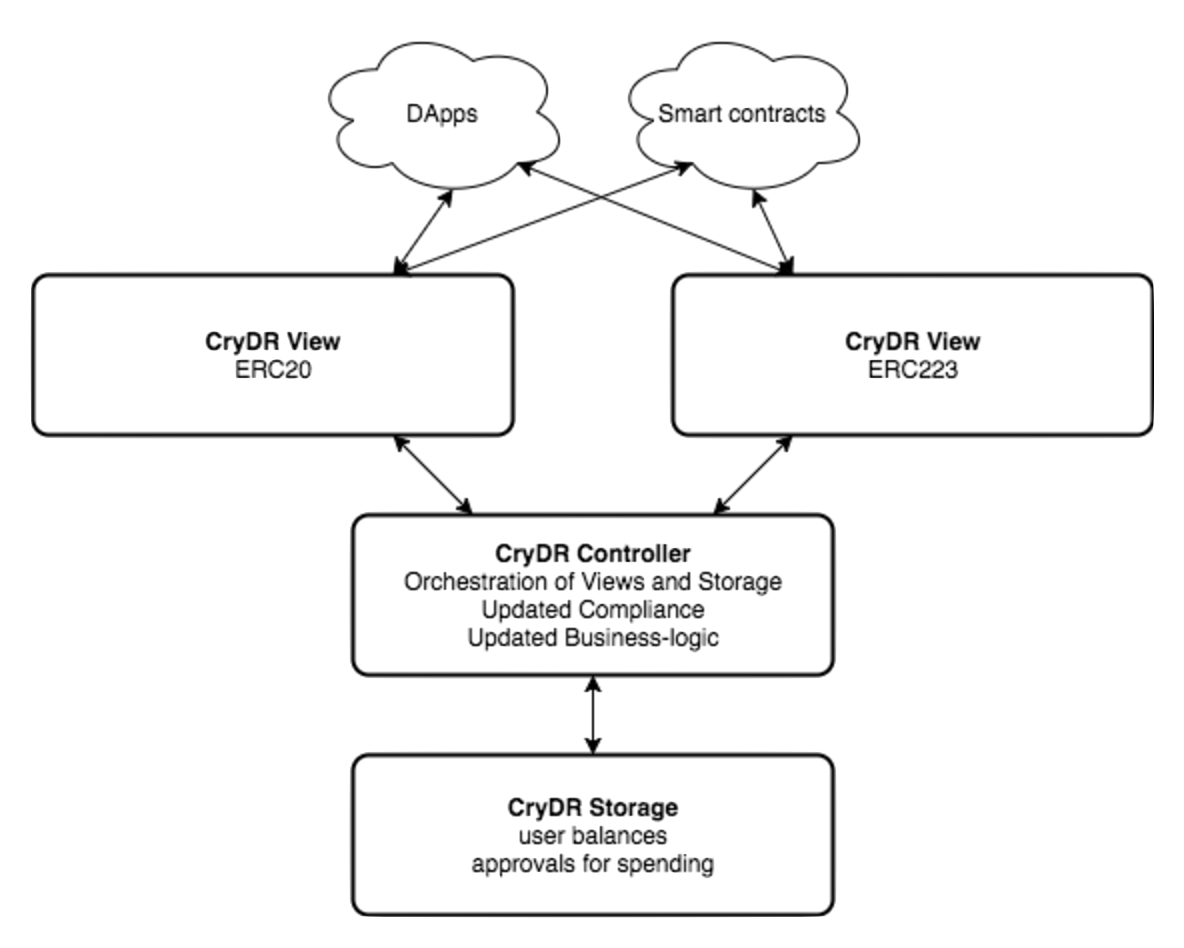 DApps
Smart contracts
CryDR View
ERC20
CryDR View
ERC223
CryDR Controller
Orchestration of Views and Storage
Updated Compliance
Updated Business-logic
CryDR Storage
user balances
approvals for spending